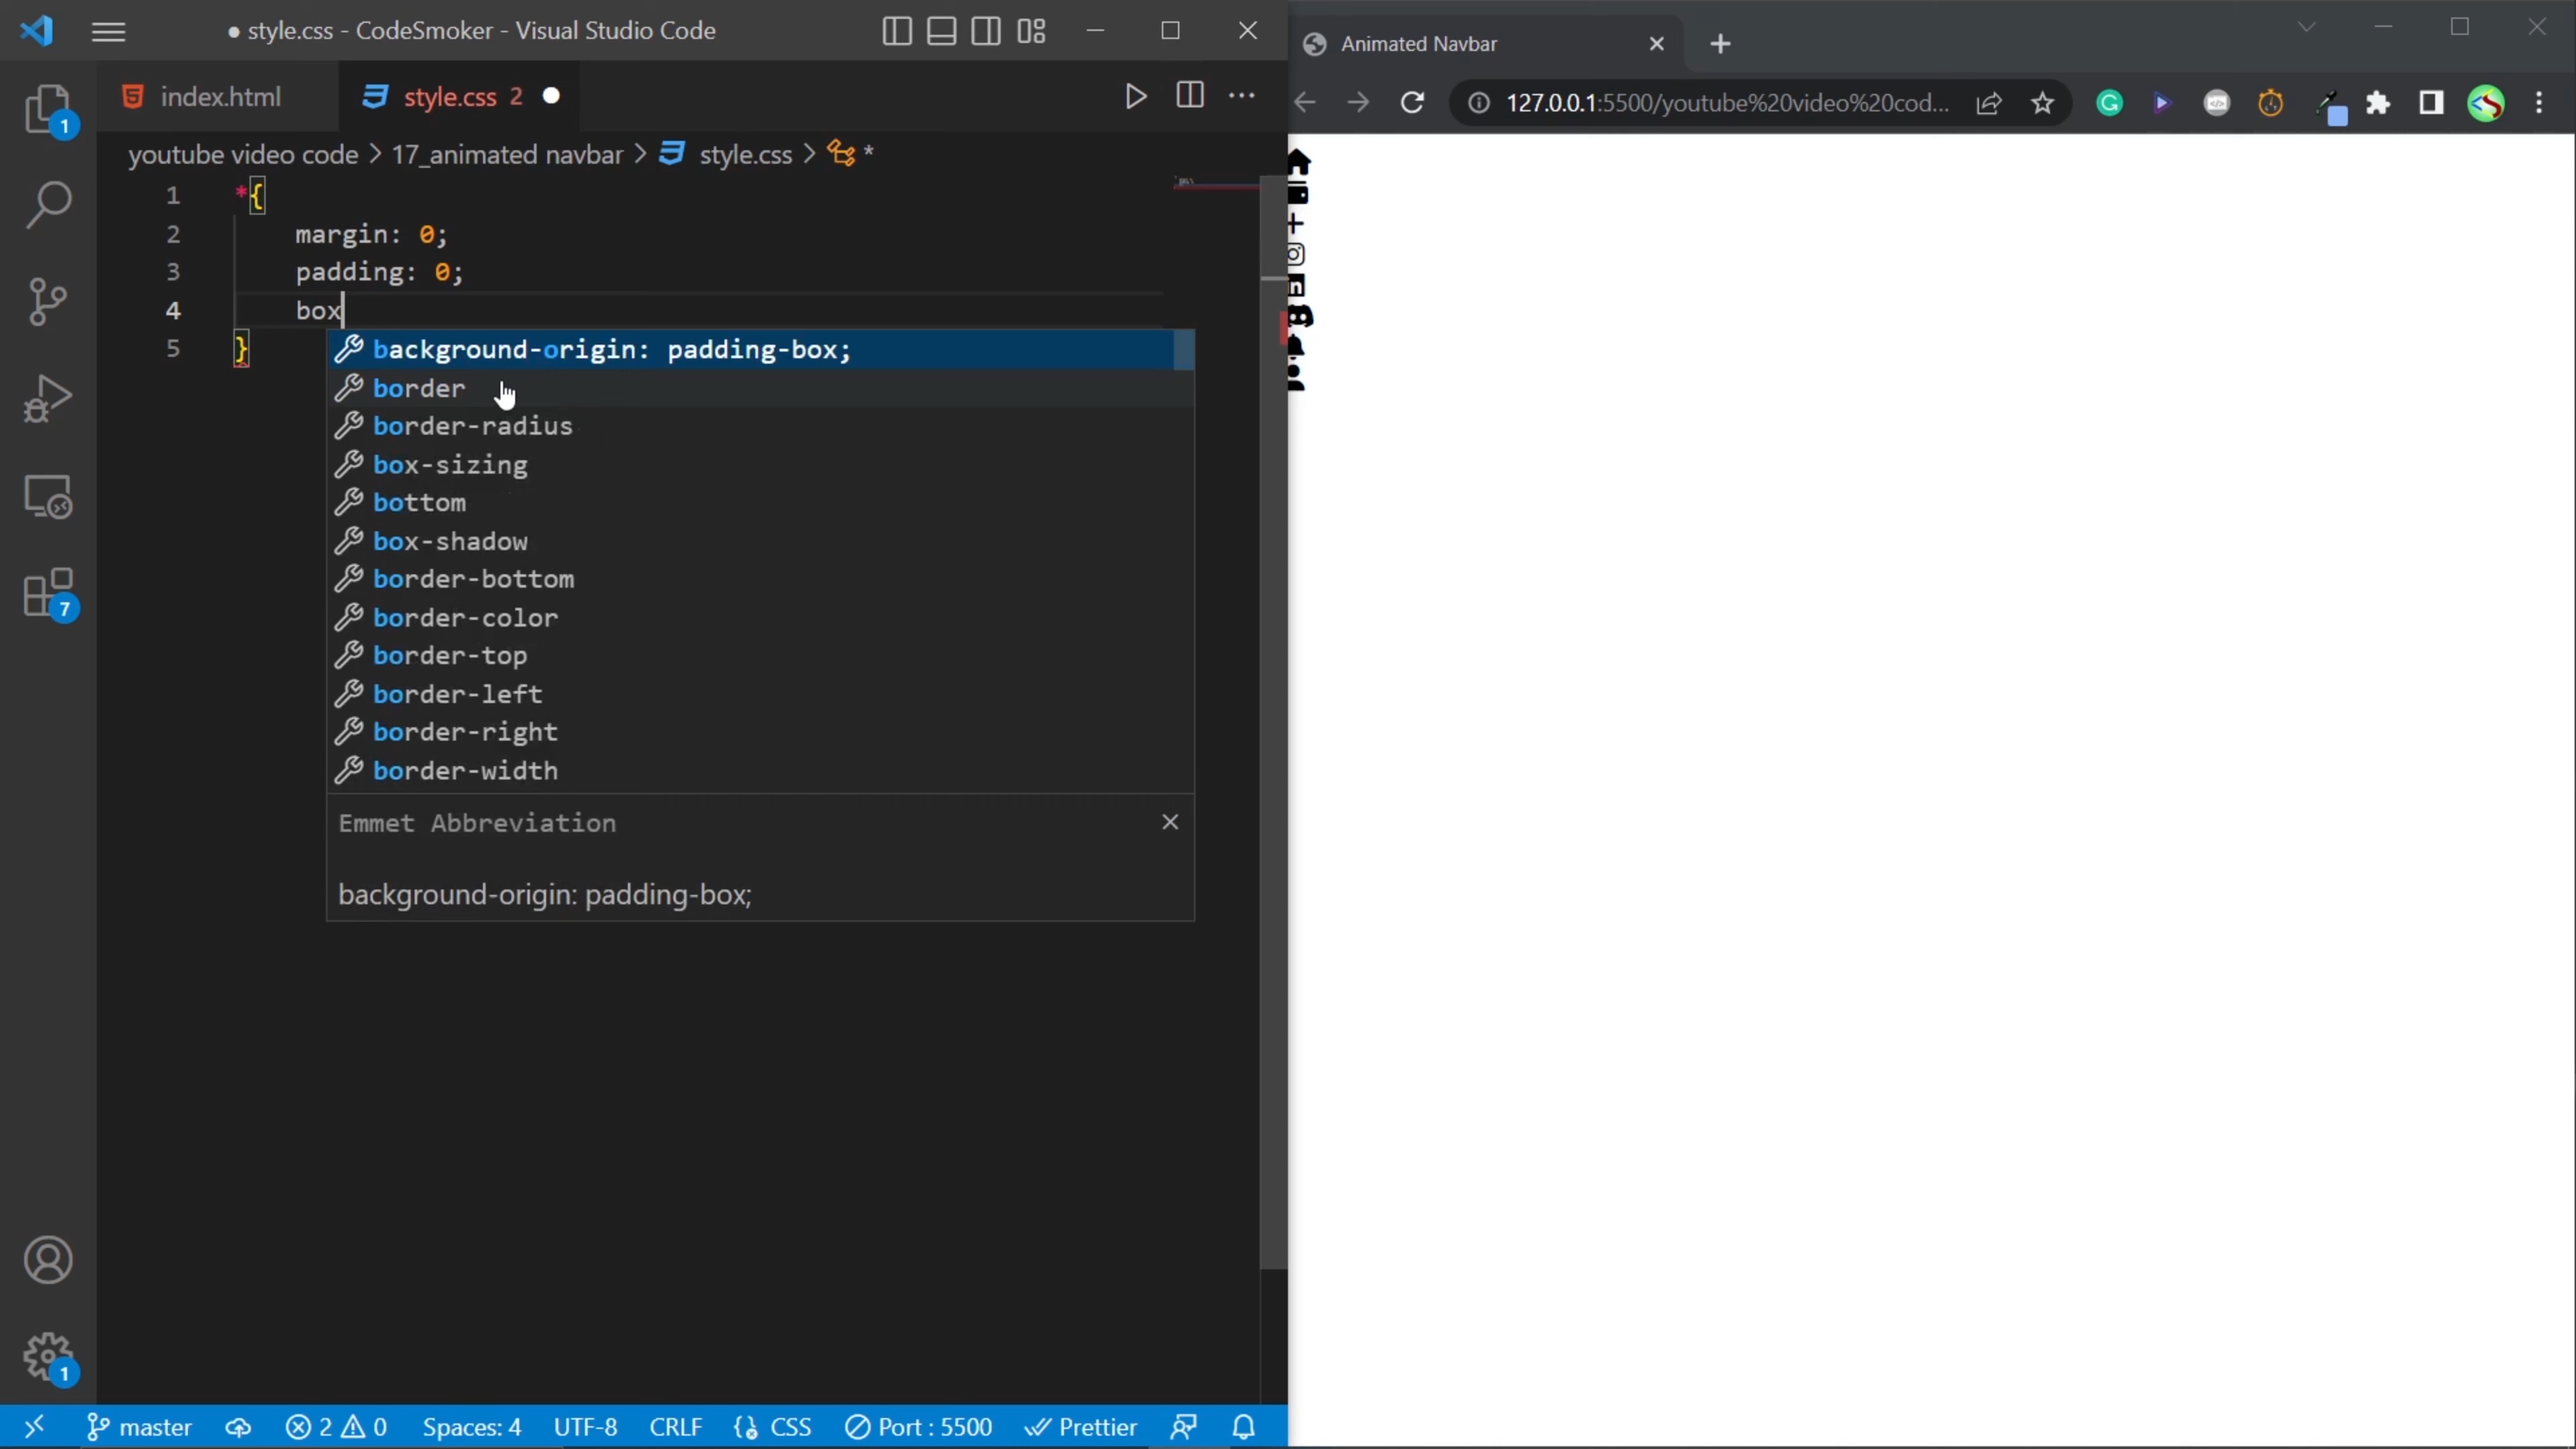 ● style.css - CodeSmoker - Visual Studio Code
Animated Navbar
index.html
style.css 2
127.0.0.1:5500/youtube%20video%20cod...
youtube video code > 17_animated navbar > style.css > *
1 *{
2 margin: 0;
3 padding: 0;
4 box
5 }
background-origin: padding-box;
border
border-radius
box-sizing
bottom
box-shadow
border-bottom
border-color
border-top
border-left
border-right
border-width
Emmet Abbreviation
background-origin: padding-box;
1
7
1
master
2
0
Spaces: 4
UTF-8
CRLF
CSS
Port : 5500
Prettier